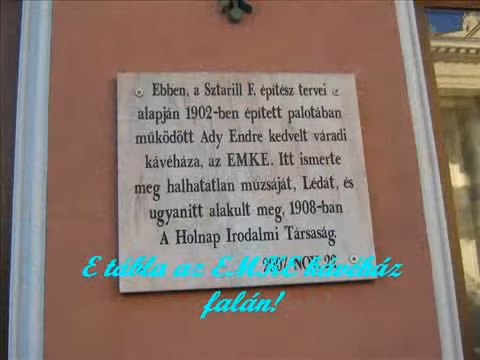 Ebben, a Sztarill F. építész tervei
alapján 1902-ben épített palotában
működött Ady Endre kedvelt váradi
kávéháza, az EMKE. Itt ismerte
meg halhatatlan múzsáját, Lédát, és
ugyanitt alakult meg, 1908-ban
A Holnap Irodalmi Társaság.
NOV.
E tábla az EMKE kávéház
falán!